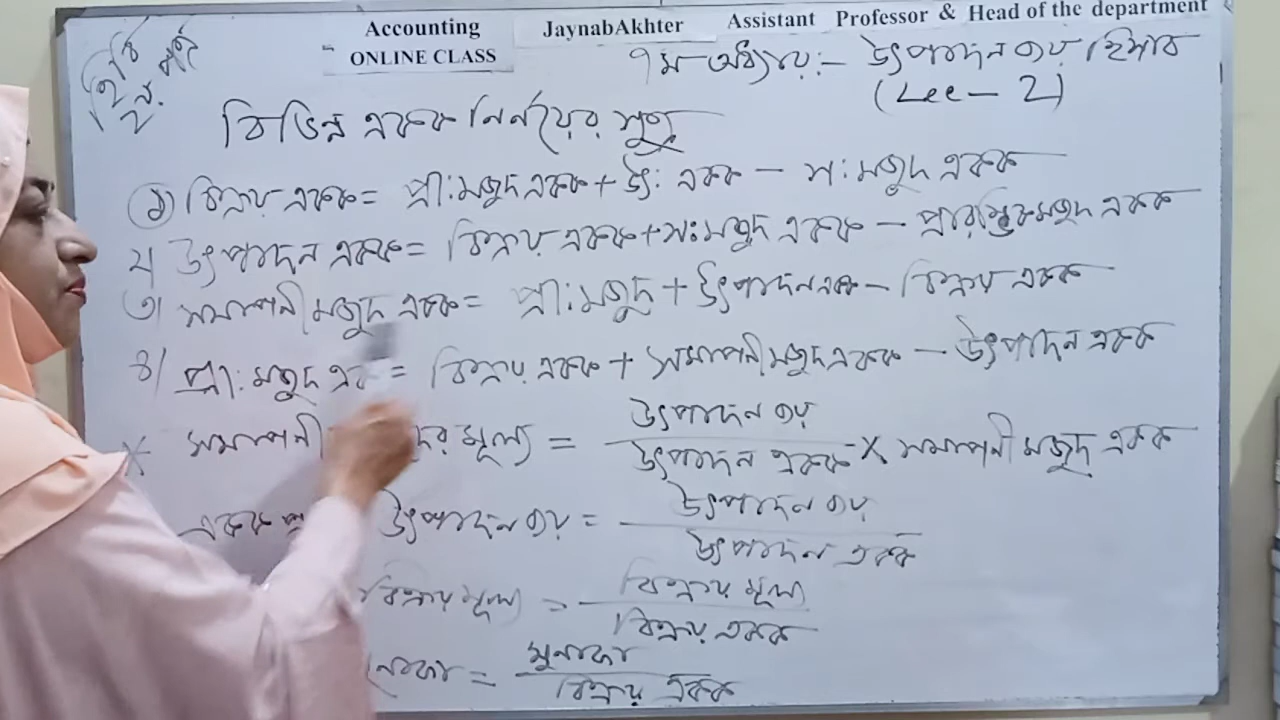 Accounting JaynabAkhter Assistant Professor & Head of the department
ONLINE CLASS
৭ম অধ্যায়:- উৎপাদন ব্যয় হিসাব
(Lec- 2)
বিভিন্ন একক নির্ণয়ের সূত্র
১) বিক্রয় একক = প্রা:মজুদ একক + উৎ: একক - স:মজুদ একক
২। উৎপাদন একক = বিক্রয় একক + সঃমজুদ একক - প্রারম্ভিক মজুদ একক
৩। সমাপনী মজুদ একক = প্রা:মজুদ + উৎপাদন একক - বিক্রয় একক
৪। প্রা:মজুদ = বিক্রয় একক + সমাপনী মজুদ একক - উৎপাদন একক
* সমাপনী মূল্য = উৎপাদন ব্যয় / উৎপাদন একক × সমাপনী মজুদ একক
একক উৎপাদন ব্যয় = উৎপাদন ব্যয় / উৎপাদন একক
বিক্রয় মূল্য = বিক্রয় মূল্য / বিক্রয় একক
= মুনাফা / বিক্রয় একক